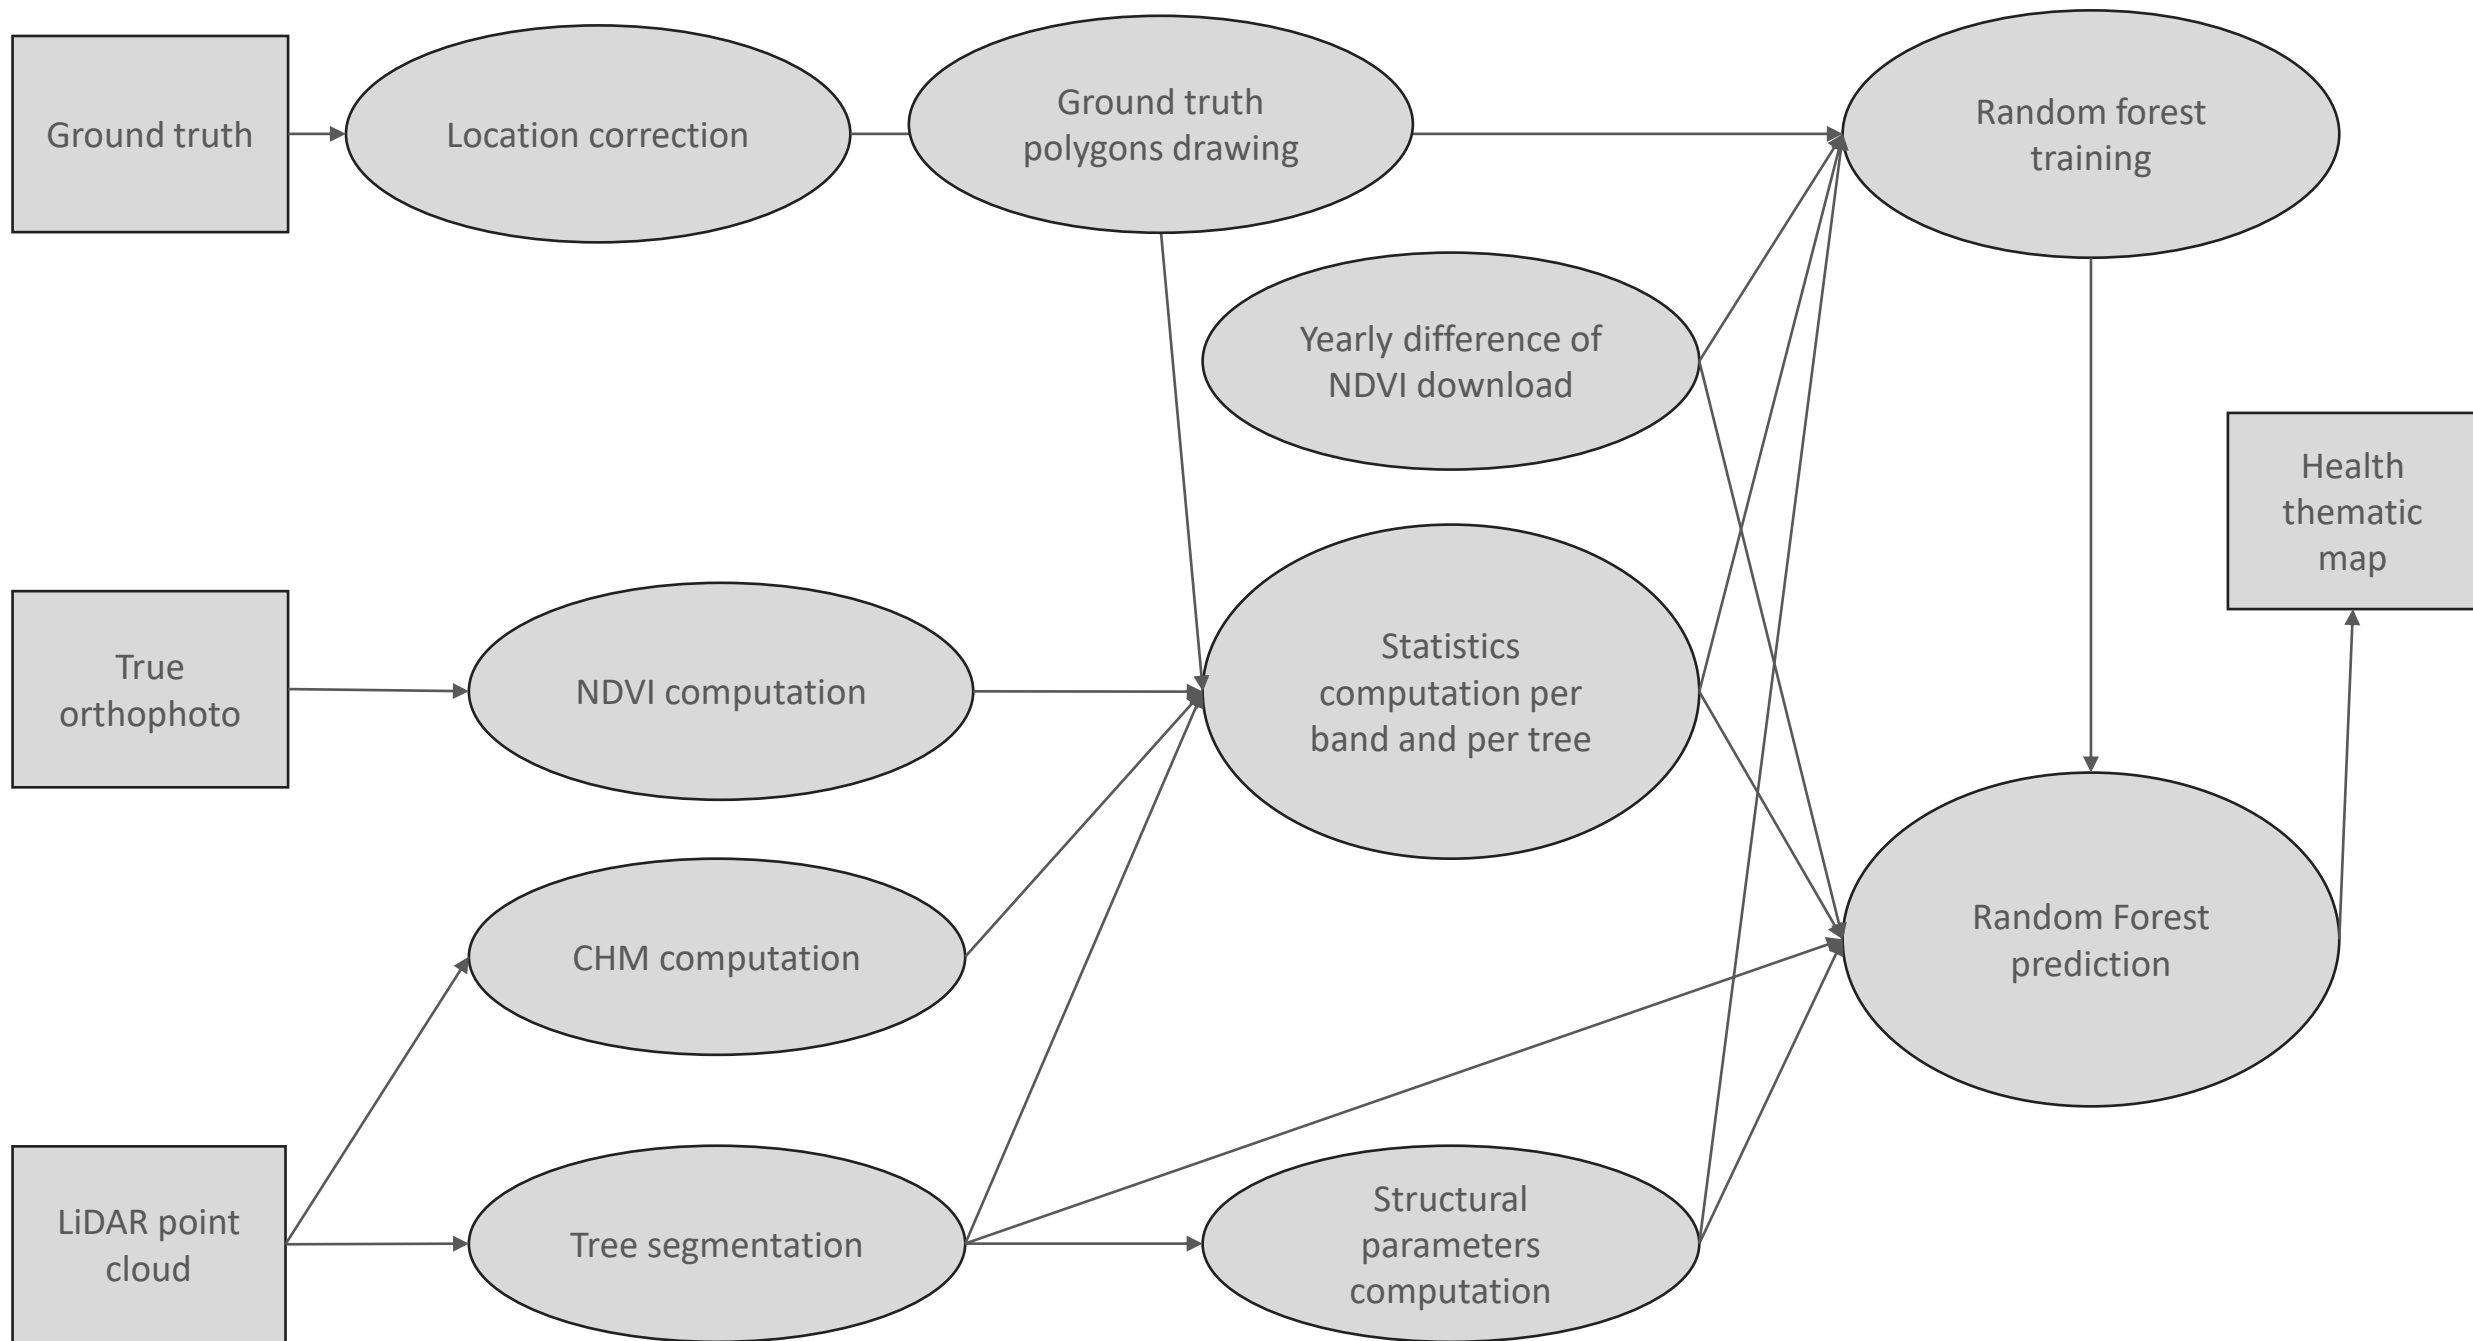 Ground truth
Location correction
Ground truth
polygons drawing
Random forest
training
Yearly difference of
NDVI download
Health
thematic
map
True
orthophoto
NDVI computation
Statistics
computation per
band and per tree
CHM computation
Random Forest
prediction
LiDAR point
cloud
Tree segmentation
Structural
parameters
computation